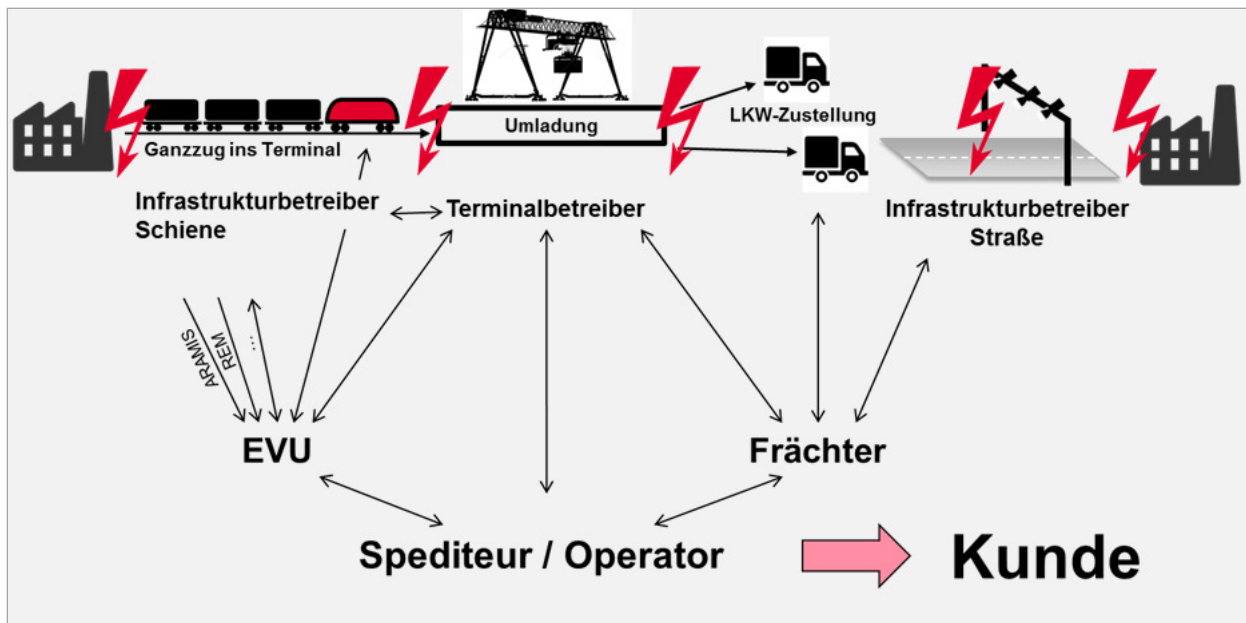 Umladung
LKW-Zustellung
Ganzzug ins Terminal
Infrastrukturbetreiber
Schiene
Terminalbetreiber
Infrastrukturbetreiber
Straße
ARAMIS
REM
...
EVU
Frächter
Spediteur / Operator
Kunde